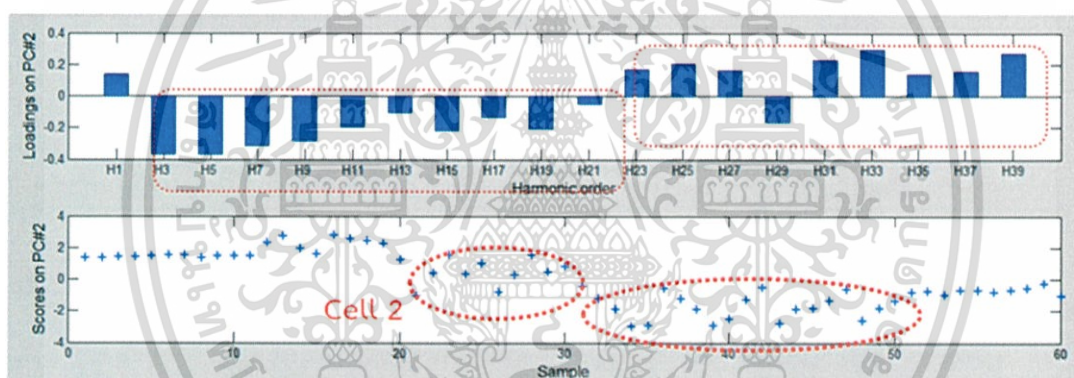 Loadings on PC#2
0.4
0.2
0
-0.2
-0.4
H1 H3 H5 H7 H9 H11 H13 H15 H17 H19 H21 H23 H25 H27 H29 H31 H33 H35 H37 H39
Harmonic order
Scores on PC#2
4
2
0
-2
-4
Cell 2
0 10 20 30 40 50 60
Sample